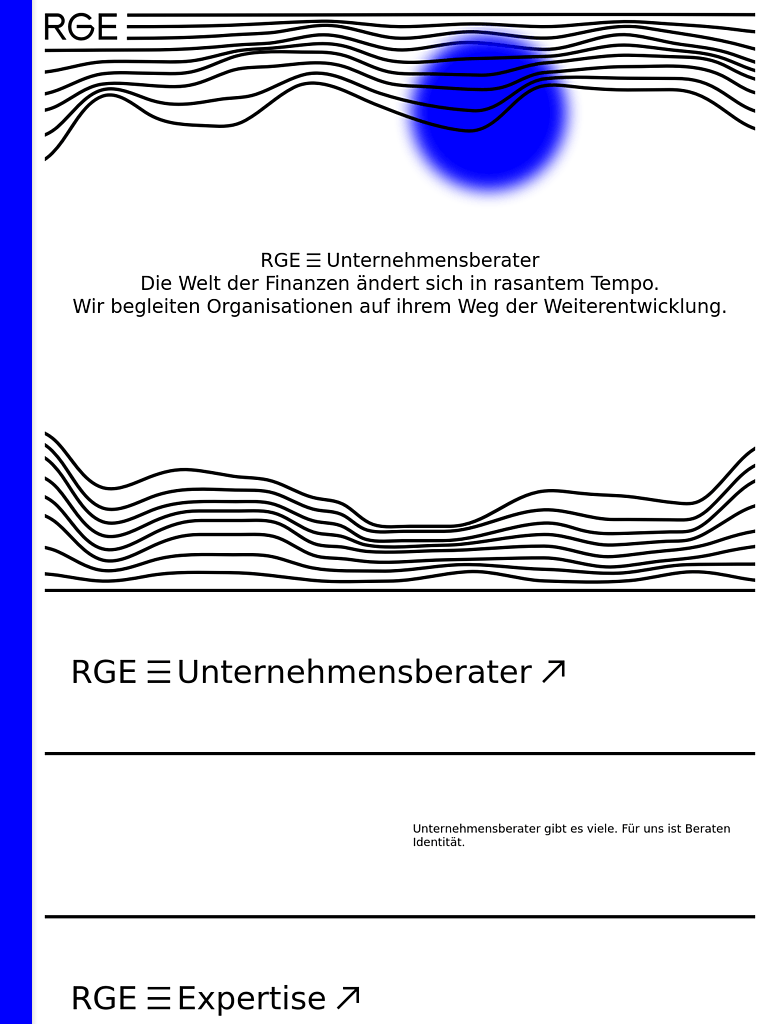 RGE
RGE ☰ Unternehmensberater
Die Welt der Finanzen ändert sich in rasantem Tempo.
Wir begleiten Organisationen auf ihrem Weg der Weiterentwicklung.
RGE ☰ Unternehmensberater ↗
Unternehmensberater gibt es viele. Für uns ist Beraten
Identität.
RGE ☰ Expertise ↗